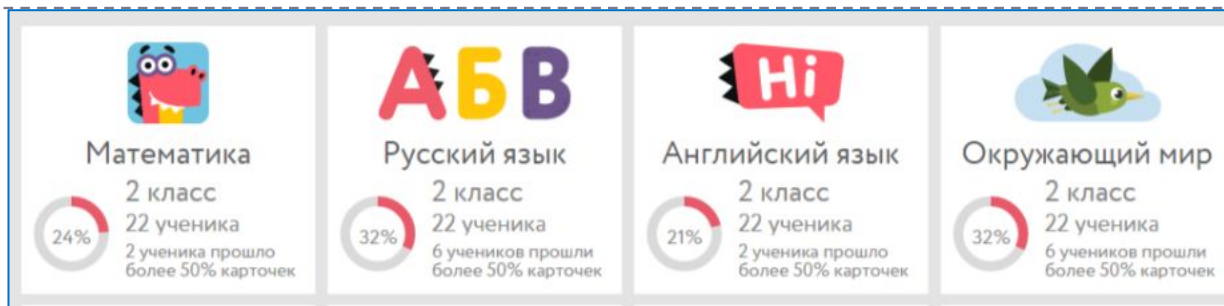 АБВ
Hi
Математика
2 класс
22 ученика
24%
2 ученика прошло
более 50% карточек
Русский язык
2 класс
22 ученика
32%
6 учеников прошли
более 50% карточек
Английский язык
2 класс
22 ученика
21%
2 ученика прошло
более 50% карточек
Окружающий мир
2 класс
22 ученика
32%
6 учеников прошли
более 50% карточек